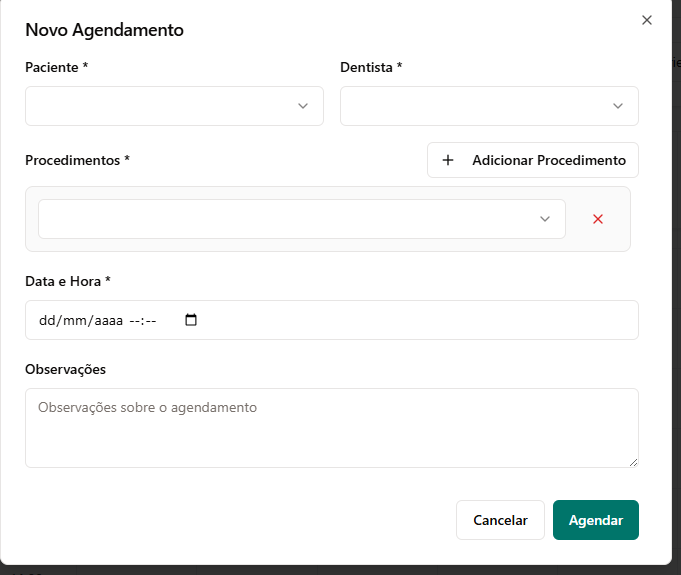 Novo Agendamento
Paciente *
Dentista *
Procedimentos *
Adicionar Procedimento
Data e Hora *
dd/mm/aaaa --:--
Observações
Observações sobre o agendamento
Cancelar
Agendar